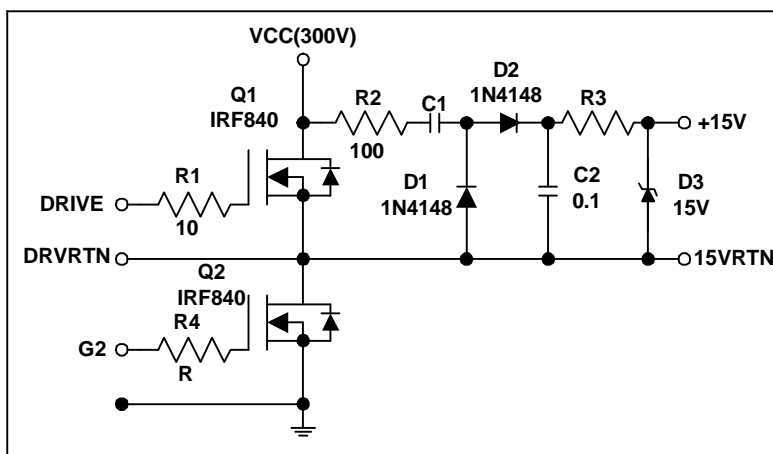 VCC(300V)
Q1
IRF840
R2
100
C1
D2
1N4148
R3
+15V
R1
10
DRIVE
D1
1N4148
C2
0.1
D3
15V
DRVRTN
15VRTN
Q2
IRF840
R4
R
G2